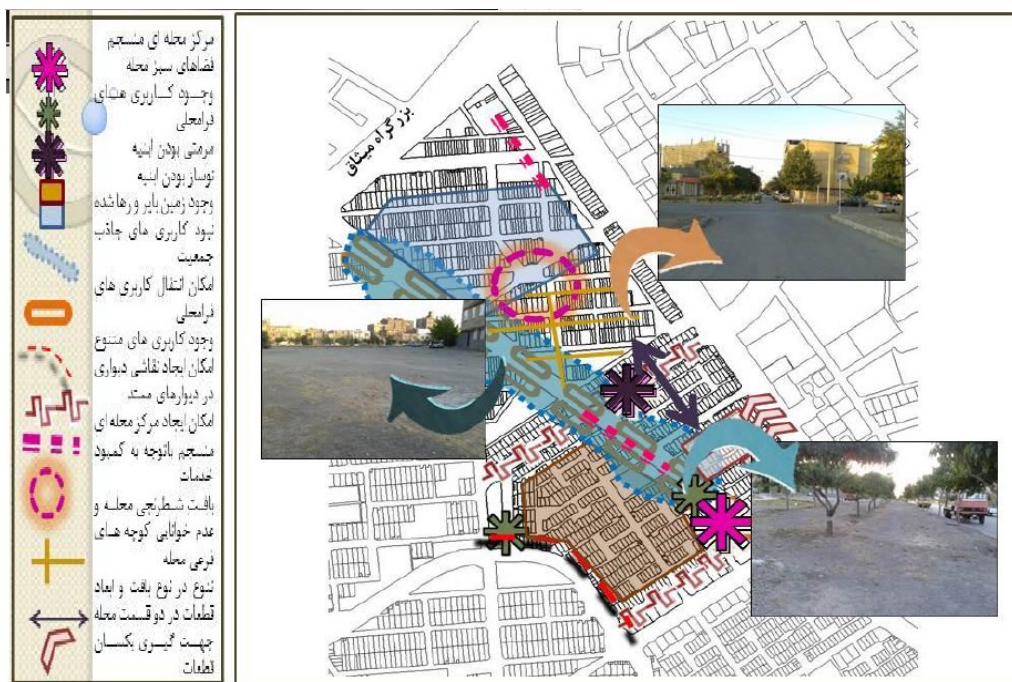 مرکز محله ای منسجم
فضاهای سبز محله
وجود کاربری های
فرامحلی
مرمتی بودن ابنیه
نوساز بودن ابنیه
وجود زمین بایر و رها شده
نبود کاربری های جاذب
جمعیت
امکان انتقال کاربری های
فرامحلی
وجود کاربری های متنوع
امکان ایجاد نقاشی دیواری
در دیوارهای ممتد
امکان ایجاد مرکز محله ای
منسجم باتوجه به کمبود
خدمات
بافت شطرنجی محله و
عدم خوانایی کوچه های
فرعی محله
تنوع در نوع بافت و ابعاد
قطعات در دو قسمت محله
جهت گیری یکسان
قطعات
بزرگراه میثاق